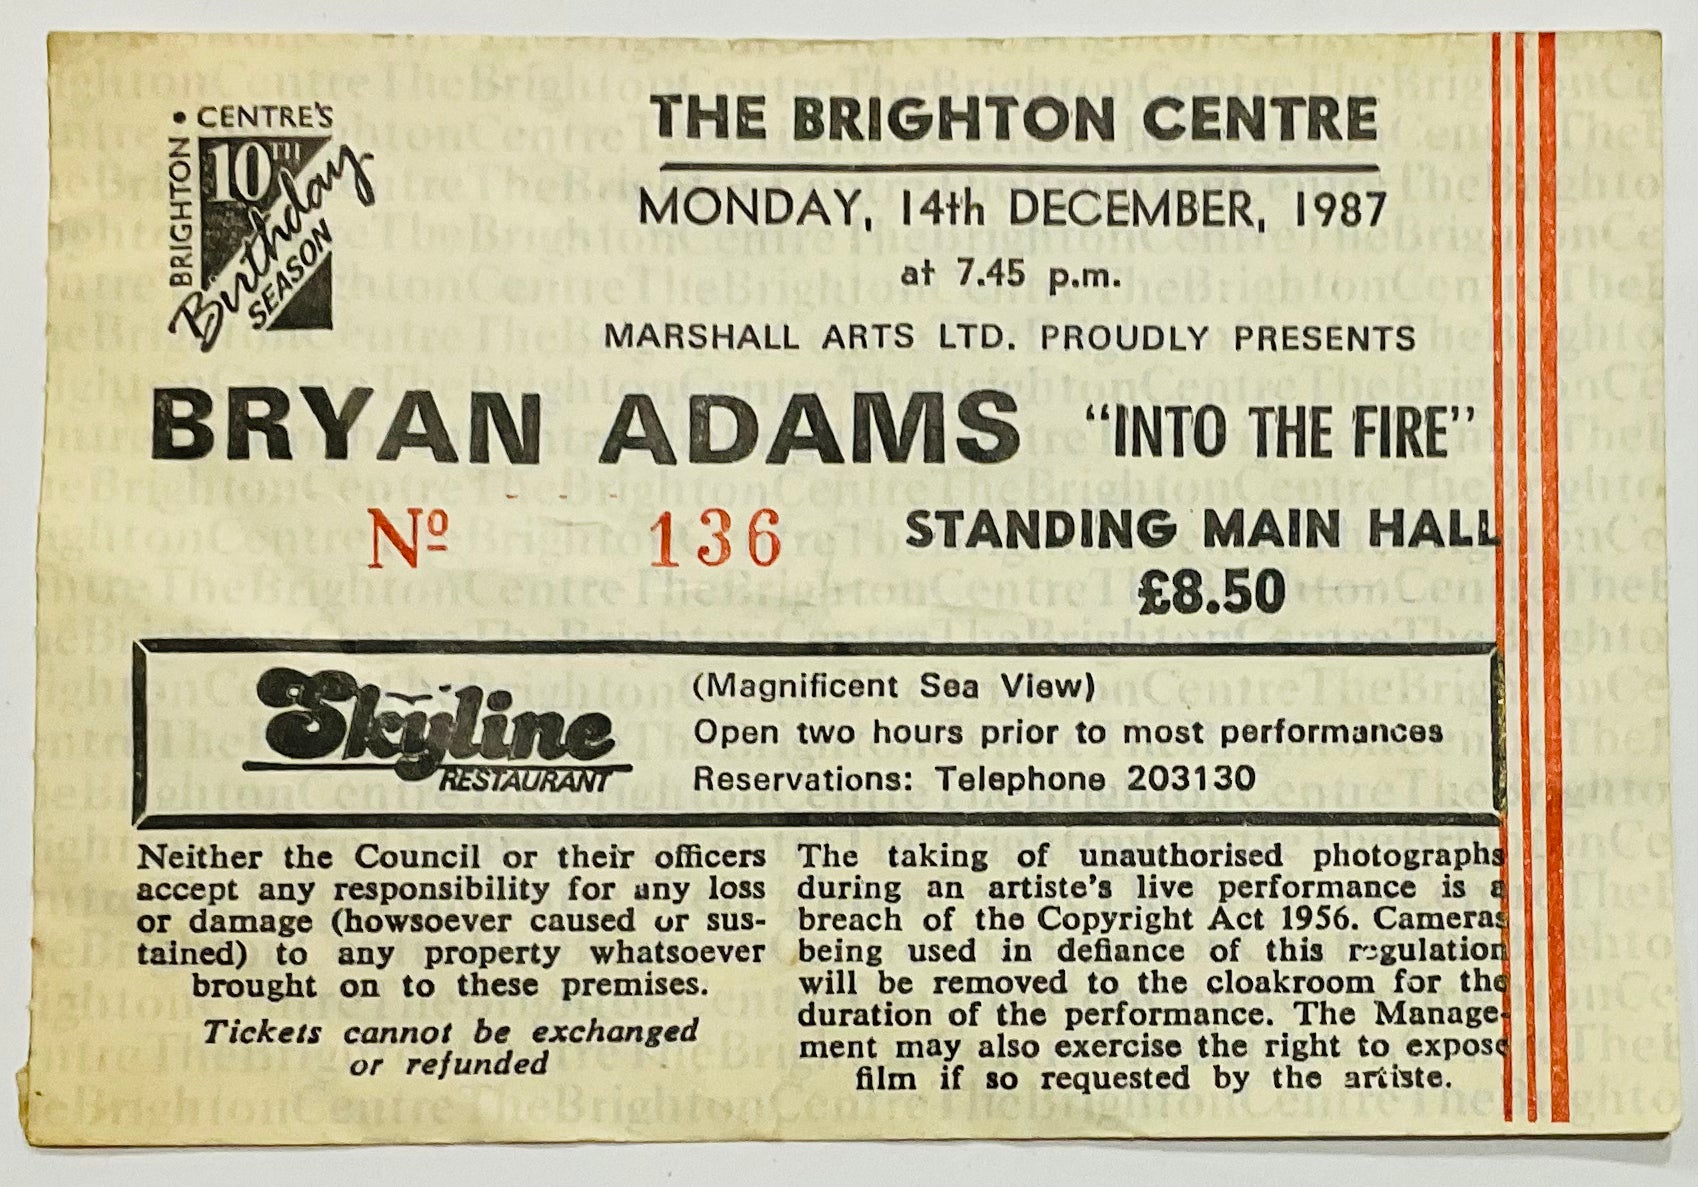 • CENTRE'S
BRIGHTON
10TH
Birthday
SEASON
THE BRIGHTON CENTRE
MONDAY, 14th DECEMBER, 1987
at 7.45 p.m.
MARSHALL ARTS LTD. PROUDLY PRESENTS
BRYAN ADAMS "INTO THE FIRE"
Nº 136
STANDING MAIN HALL
£8.50
Skyline
RESTAURANT
(Magnificent Sea View)
Open two hours prior to most performances
Reservations: Telephone 203130
Neither the Council or their officers
accept any responsibility for any loss
or damage (howsoever caused or sus-
tained) to any property whatsoever
brought on to these premises.
Tickets cannot be exchanged
or refunded
The taking of unauthorised photographs
during an artiste's live performance is a
breach of the Copyright Act 1956. Cameras
being used in defiance of this regulation
will be removed to the cloakroom for the
duration of the performance. The Manage-
ment may also exercise the right to expose
film if so requested by the artiste.